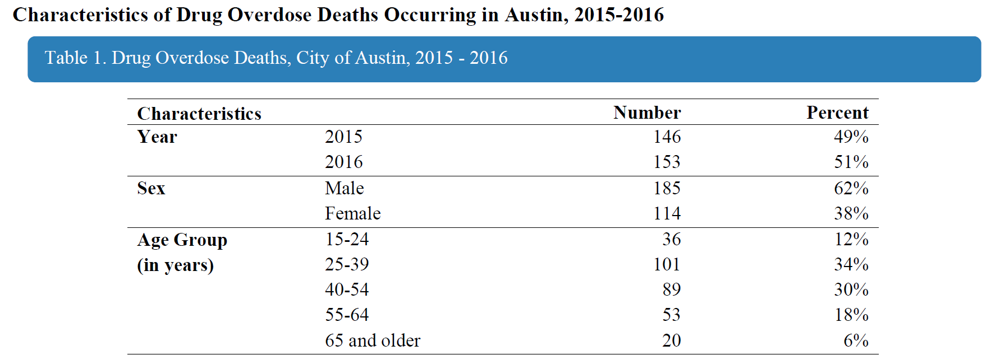 Characteristics of Drug Overdose Deaths Occurring in Austin, 2015-2016
Table 1. Drug Overdose Deaths, City of Austin, 2015 - 2016
Characteristics Number Percent
Year 2015 146 49%
2016 153 51%
Sex Male 185 62%
Female 114 38%
Age Group 15-24 36 12%
(in years) 25-39 101 34%
40-54 89 30%
55-64 53 18%
65 and older 20 6%